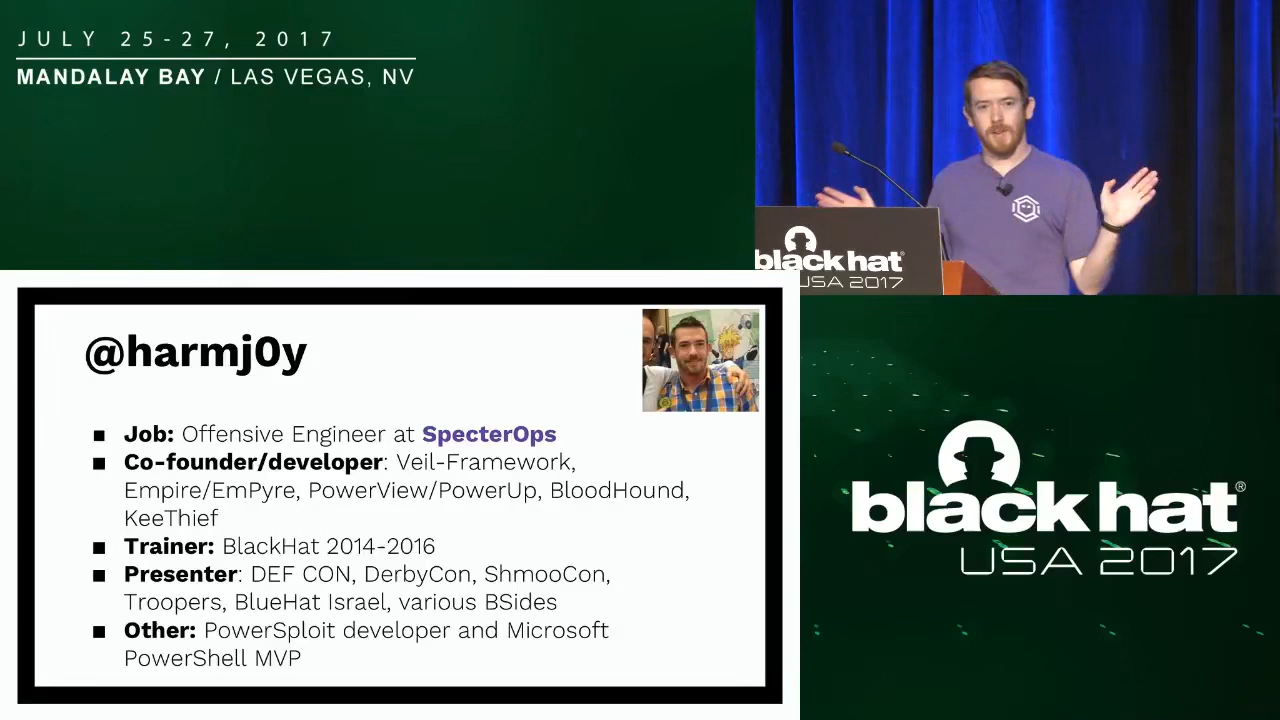 JULY 25-27, 2017
MANDALAY BAY / LAS VEGAS, NV
black hat®
USA 2017
@harmj0y
■ Job: Offensive Engineer at SpecterOps
■ Co-founder/developer: Veil-Framework,
Empire/EmPyre, PowerView/PowerUp, BloodHound,
KeeThief
■ Trainer: BlackHat 2014-2016
■ Presenter: DEF CON, DerbyCon, ShmooCon,
Troopers, BlueHat Israel, various BSides
■ Other: PowerSploit developer and Microsoft
PowerShell MVP
black hat®
USA 2017